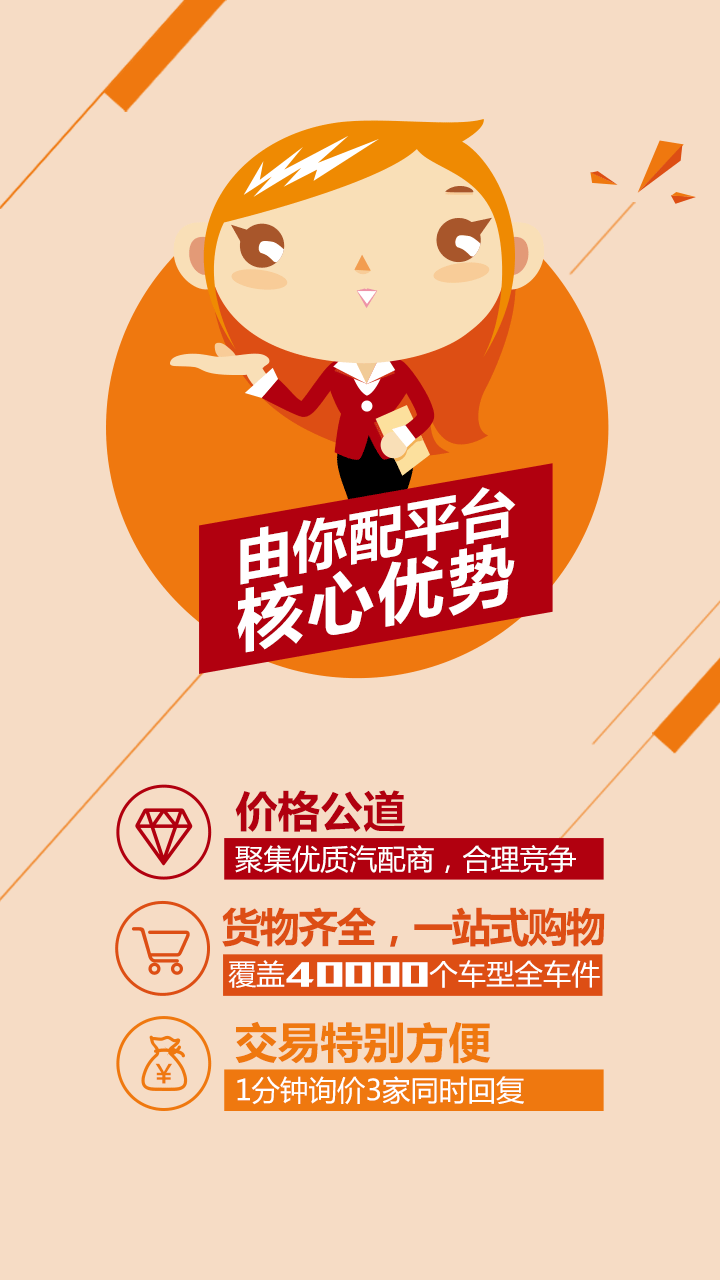 由你配平台
核心优势
价格公道
聚集优质汽配商，合理竞争
货物齐全，一站式购物
覆盖40000个车型全车件
¥
交易特别方便
1分钟询价3家同时回复